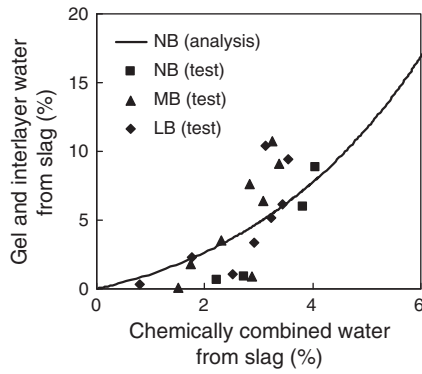 20
15
10
5
0
NB (analysis)
NB (test)
MB (test)
LB (test)
Gel and interlayer water
from slag (%)
0 2 4 6
Chemically combined water
from slag (%)